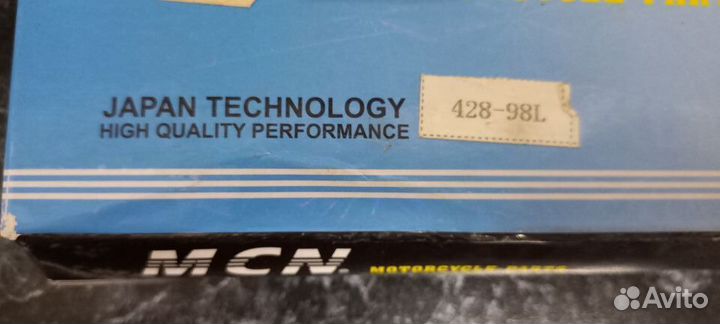 JAPAN TECHNOLOGY
HIGH QUALITY PERFORMANCE
428-98L
MCN
MOTORCYCLE PARTS
Avito